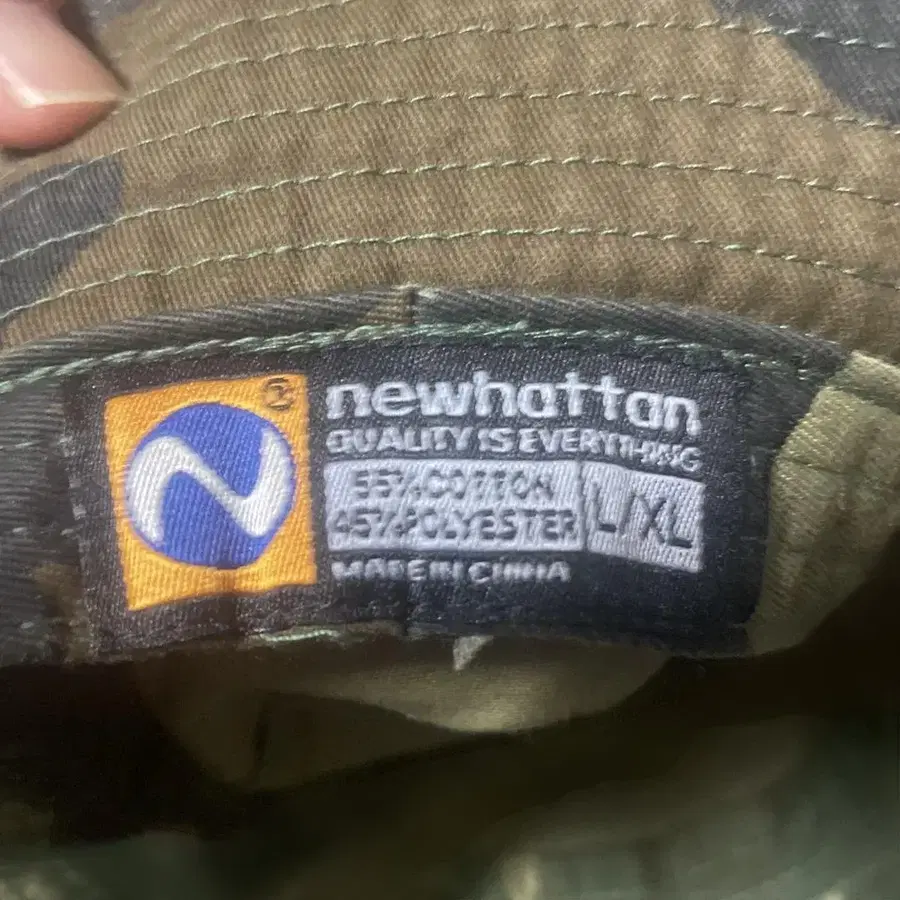 ®
newhattan
QUALITY IS EVERYTHING
55% COTTON
45% POLYESTER
L/XL
MADE IN CHINA